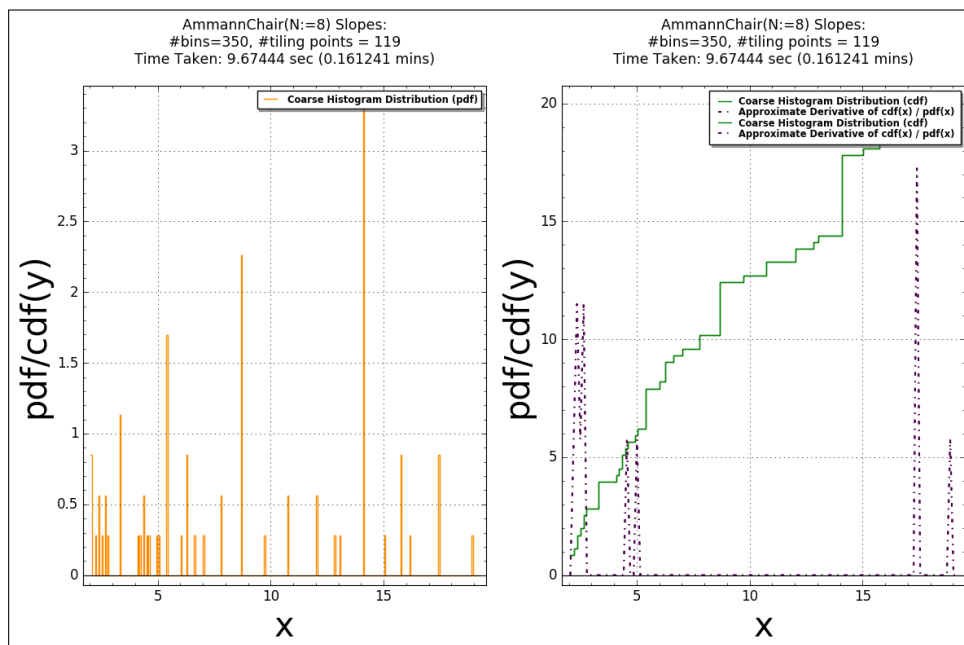 AmmannChair(N:=8) Slopes:
#bins=350, #tiling points = 119
Time Taken: 9.67444 sec (0.161241 mins)
Coarse Histogram Distribution (pdf)
pdf/cdf(y)
3
2.5
2
1.5
1
0.5
0
5
10
15
x
AmmannChair(N:=8) Slopes:
#bins=350, #tiling points = 119
Time Taken: 9.67444 sec (0.161241 mins)
Coarse Histogram Distribution (cdf)
Approximate Derivative of cdf(x) / pdf(x)
Coarse Histogram Distribution (cdf)
Approximate Derivative of cdf(x) / pdf(x)
pdf/cdf(y)
20
15
10
5
0
5
10
15
x